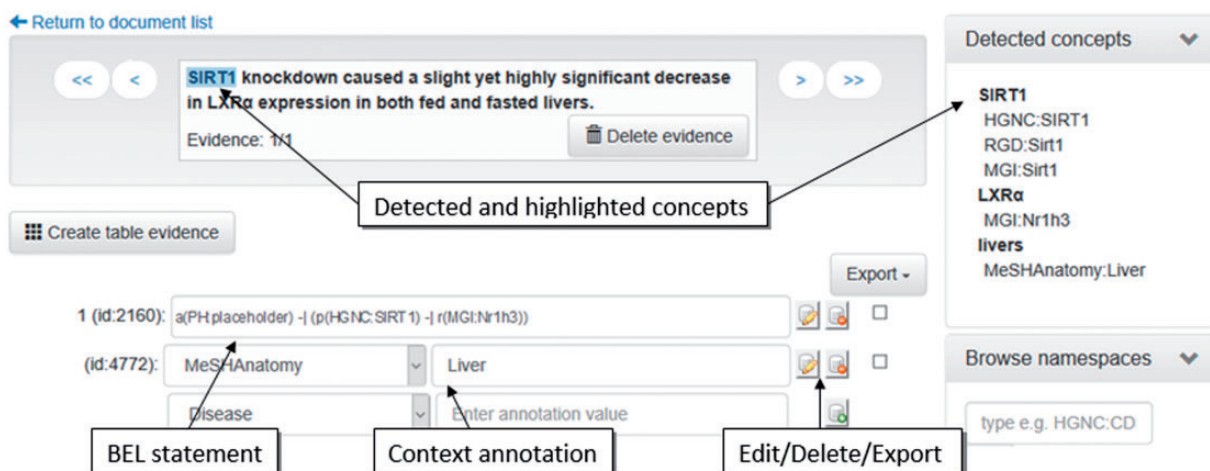 Return to document list
<< < SIRT1 knockdown caused a slight yet highly significant decrease > >>
in LXRα expression in both fed and fasted livers.
Evidence: 1/1
Delete evidence
Detected and highlighted concepts
Create table evidence
Export
1 (id:2160): a(PH:placeholder) -| (p(HGNC:SIRT1) -| r(MGI:Nr1h3))
(id:4772): MeSHAnatomy Liver
Disease Enter annotation value
BEL statement
Context annotation
Edit/Delete/Export
Detected concepts
SIRT1
HGNC:SIRT1
RGD:Sirt1
MGI:Sirt1
LXRα
MGI:Nr1h3
livers
MeSHAnatomy:Liver
Browse namespaces
type e.g. HGNC:CD